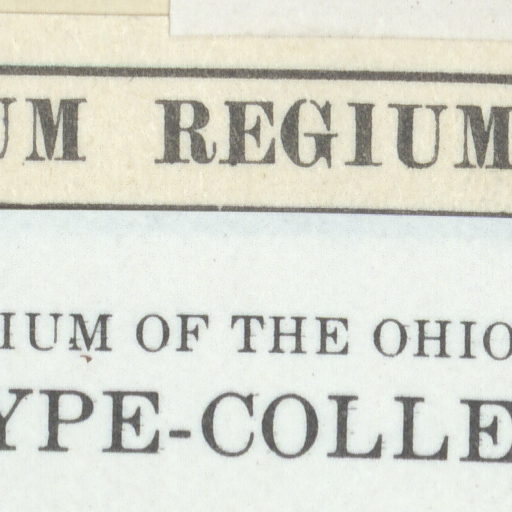 UM REGIUM
IUM OF THE OHIO
YPE-COLLE